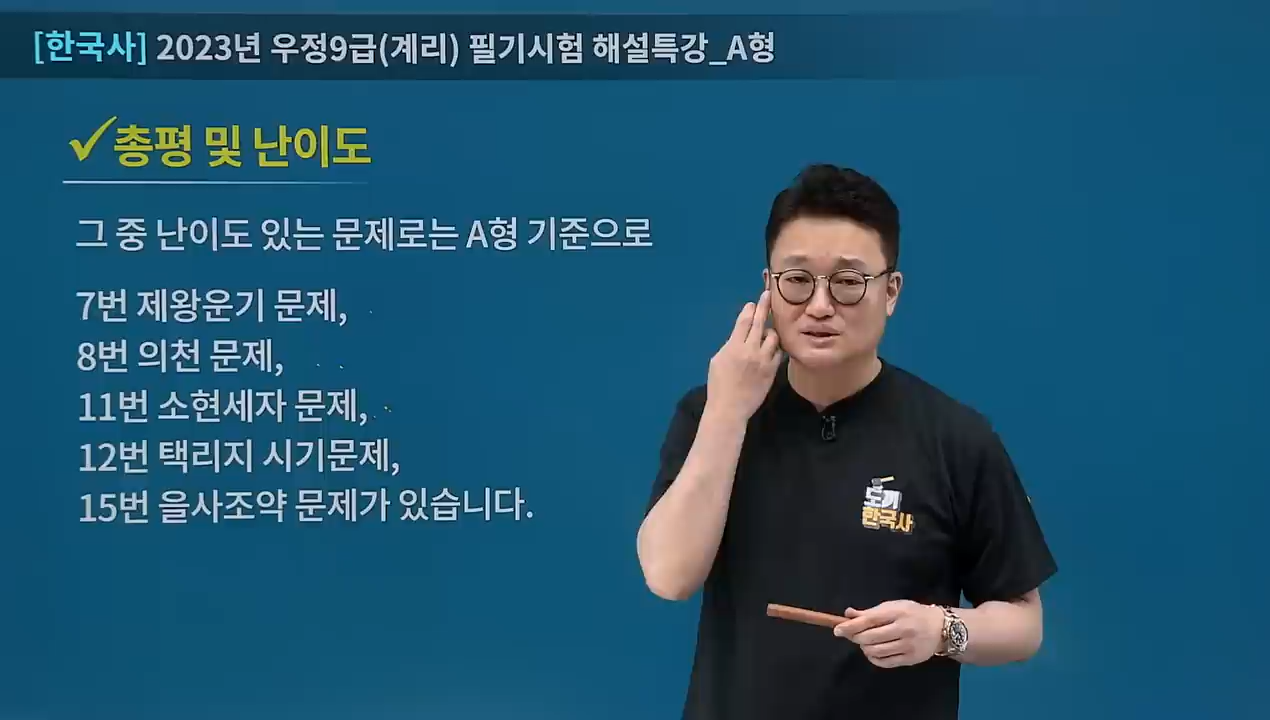 [한국사] 2023년 우정9급(계리) 필기시험 해설특강_A형
총평 및 난이도
그 중 난이도 있는 문제로는 A형 기준으로
7번 제왕운기 문제,
8번 의천 문제,
11번 소현세자 문제,
12번 택리지 시기문제,
15번 을사조약 문제가 있습니다.
도끼
한국사